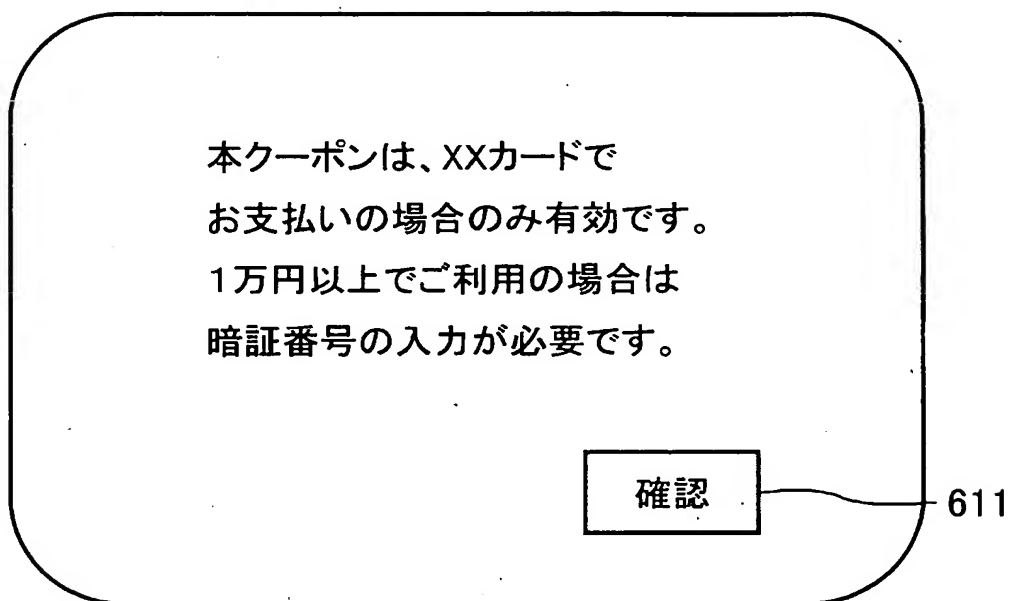 本クーポンは、XXカードで
お支払いの場合のみ有効です。
1万円以上でご利用の場合は
暗証番号の入力が必要です。
確認
611